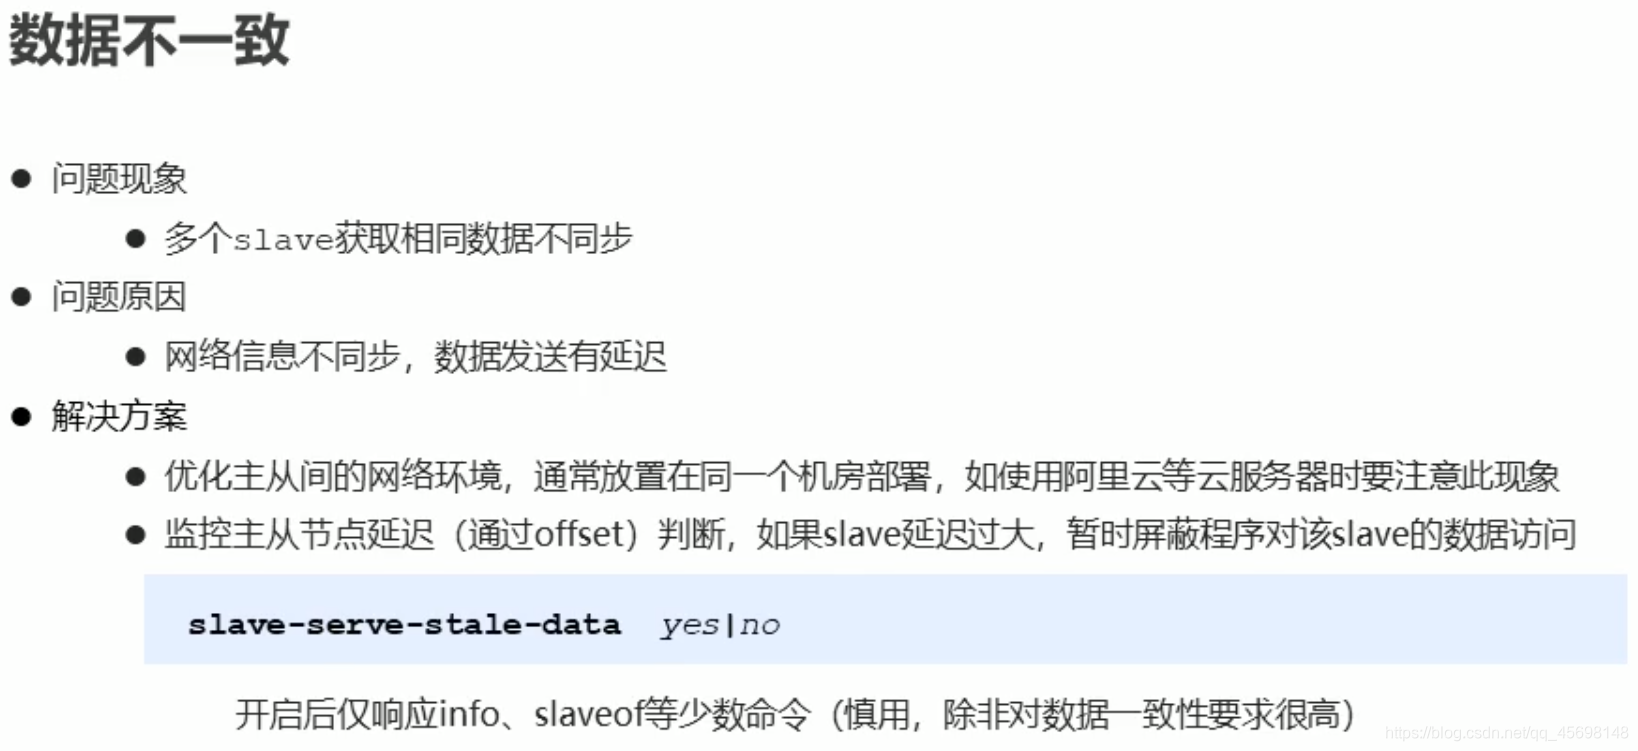 数据不一致
● 问题现象
● 多个slave获取相同数据不同步
● 问题原因
● 网络信息不同步，数据发送有延迟
● 解决方案
● 优化主从间的网络环境，通常放置在同一个机房部署，如使用阿里云等云服务器时要注意此现象
● 监控主从节点延迟（通过offset）判断，如果slave延迟过大，暂时屏蔽程序对该slave的数据访问
slave-serve-stale-data yes|no
开启后仅响应info、slaveof等少数命令（慎用，除非对数据一致性要求很高）
https://blog.csdn.net/qq_45698148